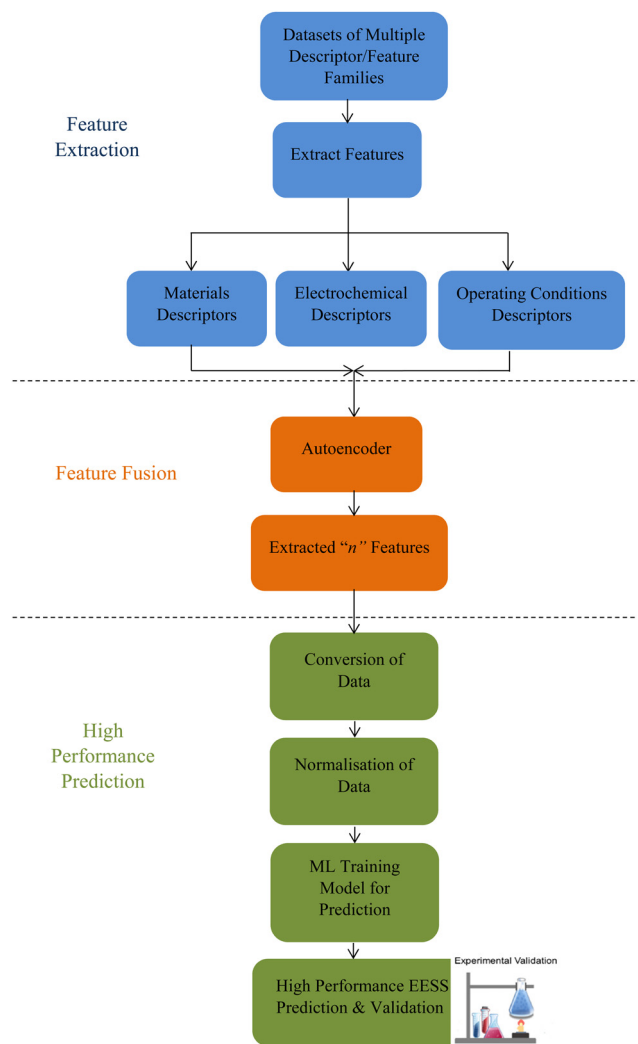 Datasets of Multiple
Descriptor/Feature
Families
Feature
Extraction
Extract Features
Materials
Descriptors
Electrochemical
Descriptors
Operating Conditions
Descriptors
Autoencoder
Feature Fusion
Extracted “n” Features
Conversion of
Data
High
Performance
Prediction
Normalisation of
Data
ML Training
Model for
Prediction
High Performance EESS
Prediction & Validation
Experimental Validation